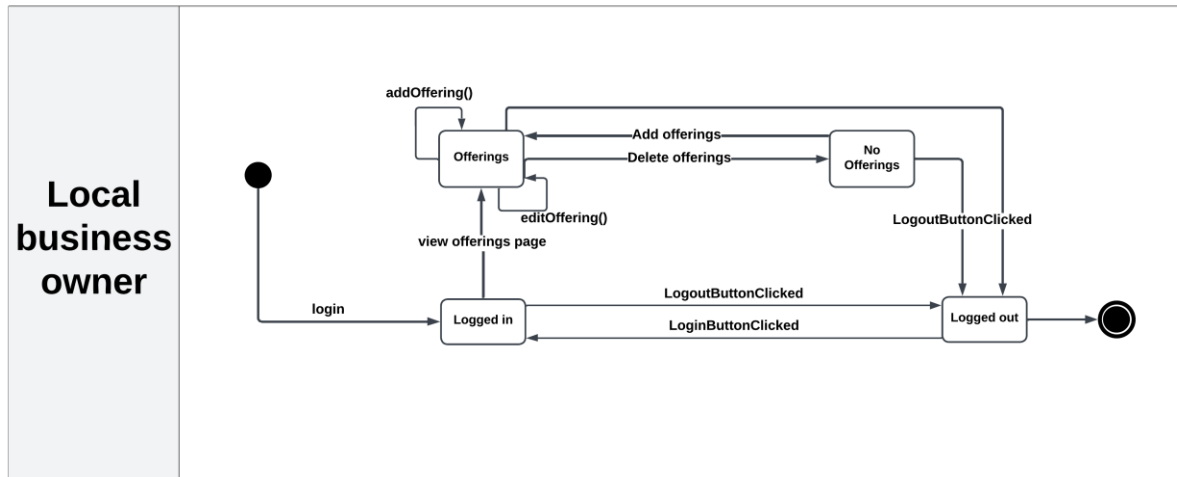 Local
business
owner
addOffering()
Offerings
Add offerings
Delete offerings
No
Offerings
editOffering()
LogoutButtonClicked
view offerings page
login
Logged in
LogoutButtonClicked
LoginButtonClicked
Logged out